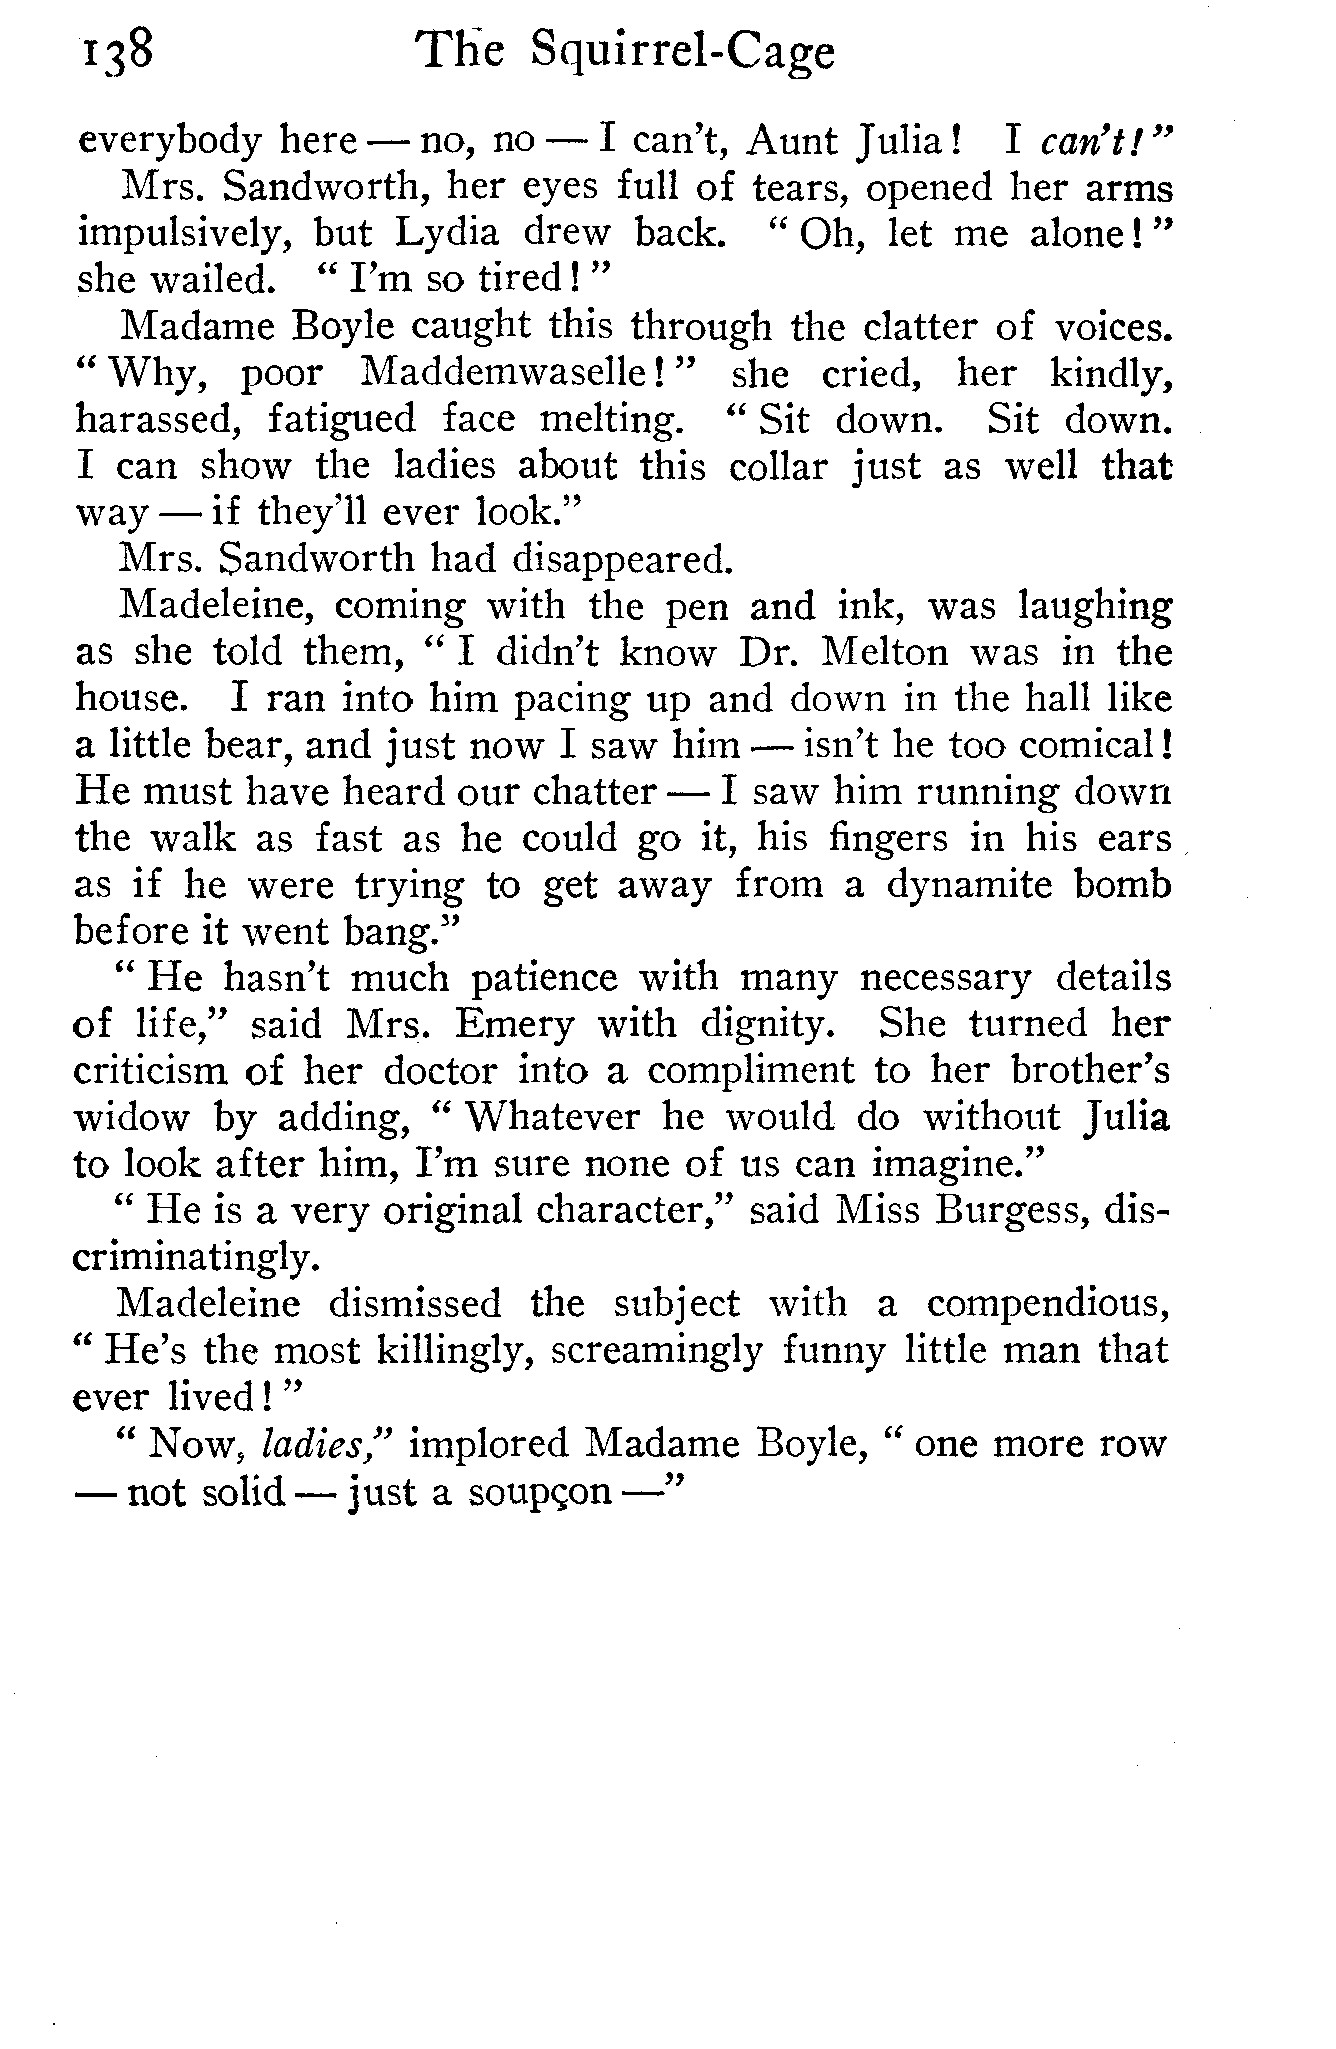 138 The Squirrel-Cage
everybody here — no, no — I can't, Aunt Julia! I can't!"
Mrs. Sandworth, her eyes full of tears, opened her arms
impulsively, but Lydia drew back. "Oh, let me alone!"
she wailed. "I'm so tired!"
Madame Boyle caught this through the clatter of voices.
"Why, poor Maddemwaselle!" she cried, her kindly,
harassed, fatigued face melting. "Sit down. Sit down.
I can show the ladies about this collar just as well that
way — if they'll ever look."
Mrs. Sandworth had disappeared.
Madeleine, coming with the pen and ink, was laughing
as she told them, "I didn't know Dr. Melton was in the
house. I ran into him pacing up and down in the hall like
a little bear, and just now I saw him — isn't he too comical!
He must have heard our chatter — I saw him running down
the walk as fast as he could go it, his fingers in his ears
as if he were trying to get away from a dynamite bomb
before it went bang."
"He hasn't much patience with many necessary details
of life," said Mrs. Emery with dignity. She turned her
criticism of her doctor into a compliment to her brother's
widow by adding, "Whatever he would do without Julia
to look after him, I'm sure none of us can imagine."
"He is a very original character," said Miss Burgess, dis-
criminatingly.
Madeleine dismissed the subject with a compendious,
"He's the most killingly, screamingly funny little man that
ever lived!"
"Now, ladies," implored Madame Boyle, "one more row
— not solid — just a soupçon —"